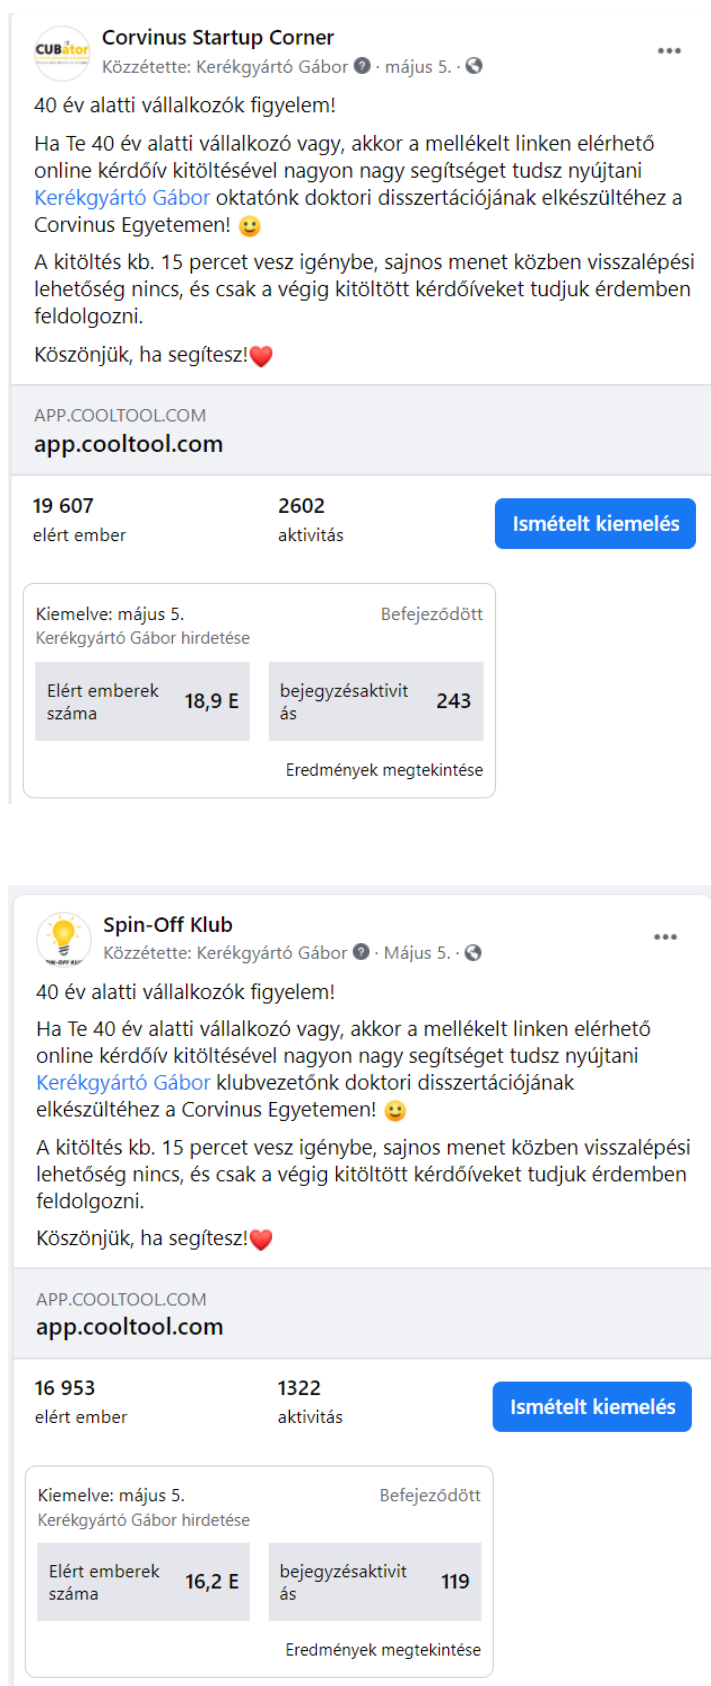 CUBátor
Corvinus Startup Corner
Közzétette: Kerékgyártó Gábor · május 5. ·
40 év alatti vállalkozók figyelem!
Ha Te 40 év alatti vállalkozó vagy, akkor a mellékelt linken elérhető
online kérdőív kitöltésével nagyon nagy segítséget tudsz nyújtani
Kerékgyártó Gábor oktatónk doktori disszertációjának elkészültéhez a
Corvinus Egyetemen! 🙂
A kitöltés kb. 15 percet vesz igénybe, sajnos menet közben visszalépési
lehetőség nincs, és csak a végig kitöltött kérdőíveket tudjuk érdemben
feldolgozni.
Köszönjük, ha segítesz!❤️
APP.COOLTOOL.COM
app.cooltool.com
19 607
elért ember
2602
aktivitás
Ismételt kiemelés
Kiemelve: május 5.
Befejeződött
Kerékgyártó Gábor hirdetése
Elért emberek
száma
18,9 E
bejegyzésaktivit
ás
243
Eredmények megtekintése
Spin-Off Klub
Közzétette: Kerékgyártó Gábor · Május 5. ·
40 év alatti vállalkozók figyelem!
Ha Te 40 év alatti vállalkozó vagy, akkor a mellékelt linken elérhető
online kérdőív kitöltésével nagyon nagy segítséget tudsz nyújtani
Kerékgyártó Gábor klubvezetőnk doktori disszertációjának
elkészültéhez a Corvinus Egyetemen! 🙂
A kitöltés kb. 15 percet vesz igénybe, sajnos menet közben visszalépési
lehetőség nincs, és csak a végig kitöltött kérdőíveket tudjuk érdemben
feldolgozni.
Köszönjük, ha segítesz!❤️
APP.COOLTOOL.COM
app.cooltool.com
16 953
elért ember
1322
aktivitás
Ismételt kiemelés
Kiemelve: május 5.
Befejeződött
Kerékgyártó Gábor hirdetése
Elért emberek
száma
16,2 E
bejegyzésaktivit
ás
119
Eredmények megtekintése